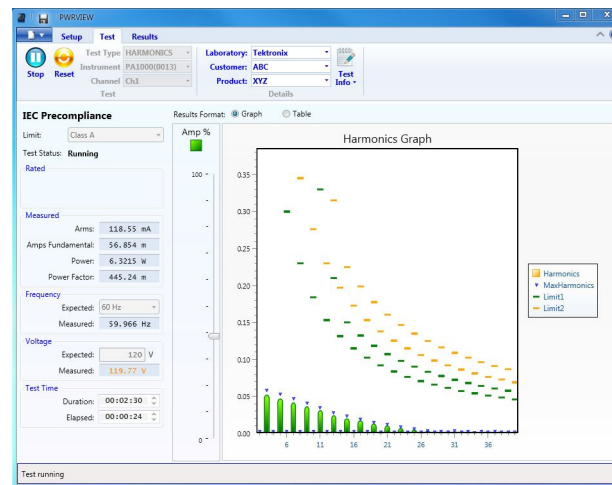 PWRVIEW
Setup Test Results
Stop
Reset
Test Type HARMONICS
Instrument PA1000(0013)
Channel Ch1
Test
Laboratory: Tektronix
Customer: ABC
Product: XYZ
Test Info
Details
IEC Precompliance
Results Format: Graph Table
Limit: Class A
Test Status: Running
Rated
Measured
Arms: 118.55 mA
Amps Fundamental: 56.854 m
Power: 6.3215 W
Power Factor: 445.24 m
Frequency
Expected: 60 Hz
Measured: 59.966 Hz
Voltage
Expected: 120 V
Measured: 119.77 V
Test Time
Duration: 00:02:30
Elapsed: 00:00:24
Amp %
100
0
Harmonics Graph
0.35
0.30
0.25
0.20
0.15
0.10
0.05
0.00
6 11 16 21 26 31 36
Harmonics
MaxHarmonics
Limit1
Limit2
Test running